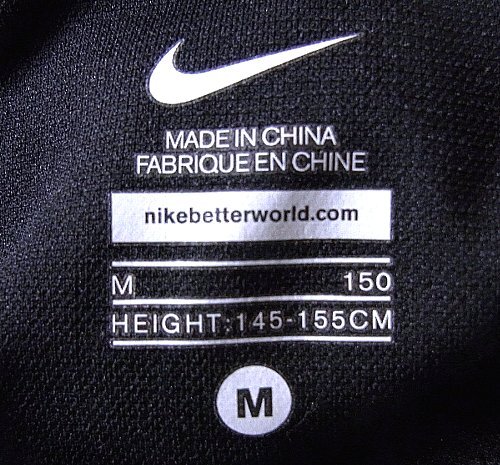 MADE IN CHINA
FABRIQUE EN CHINE
nikebetterworld.com
M 150
HEIGHT:145-155CM
M